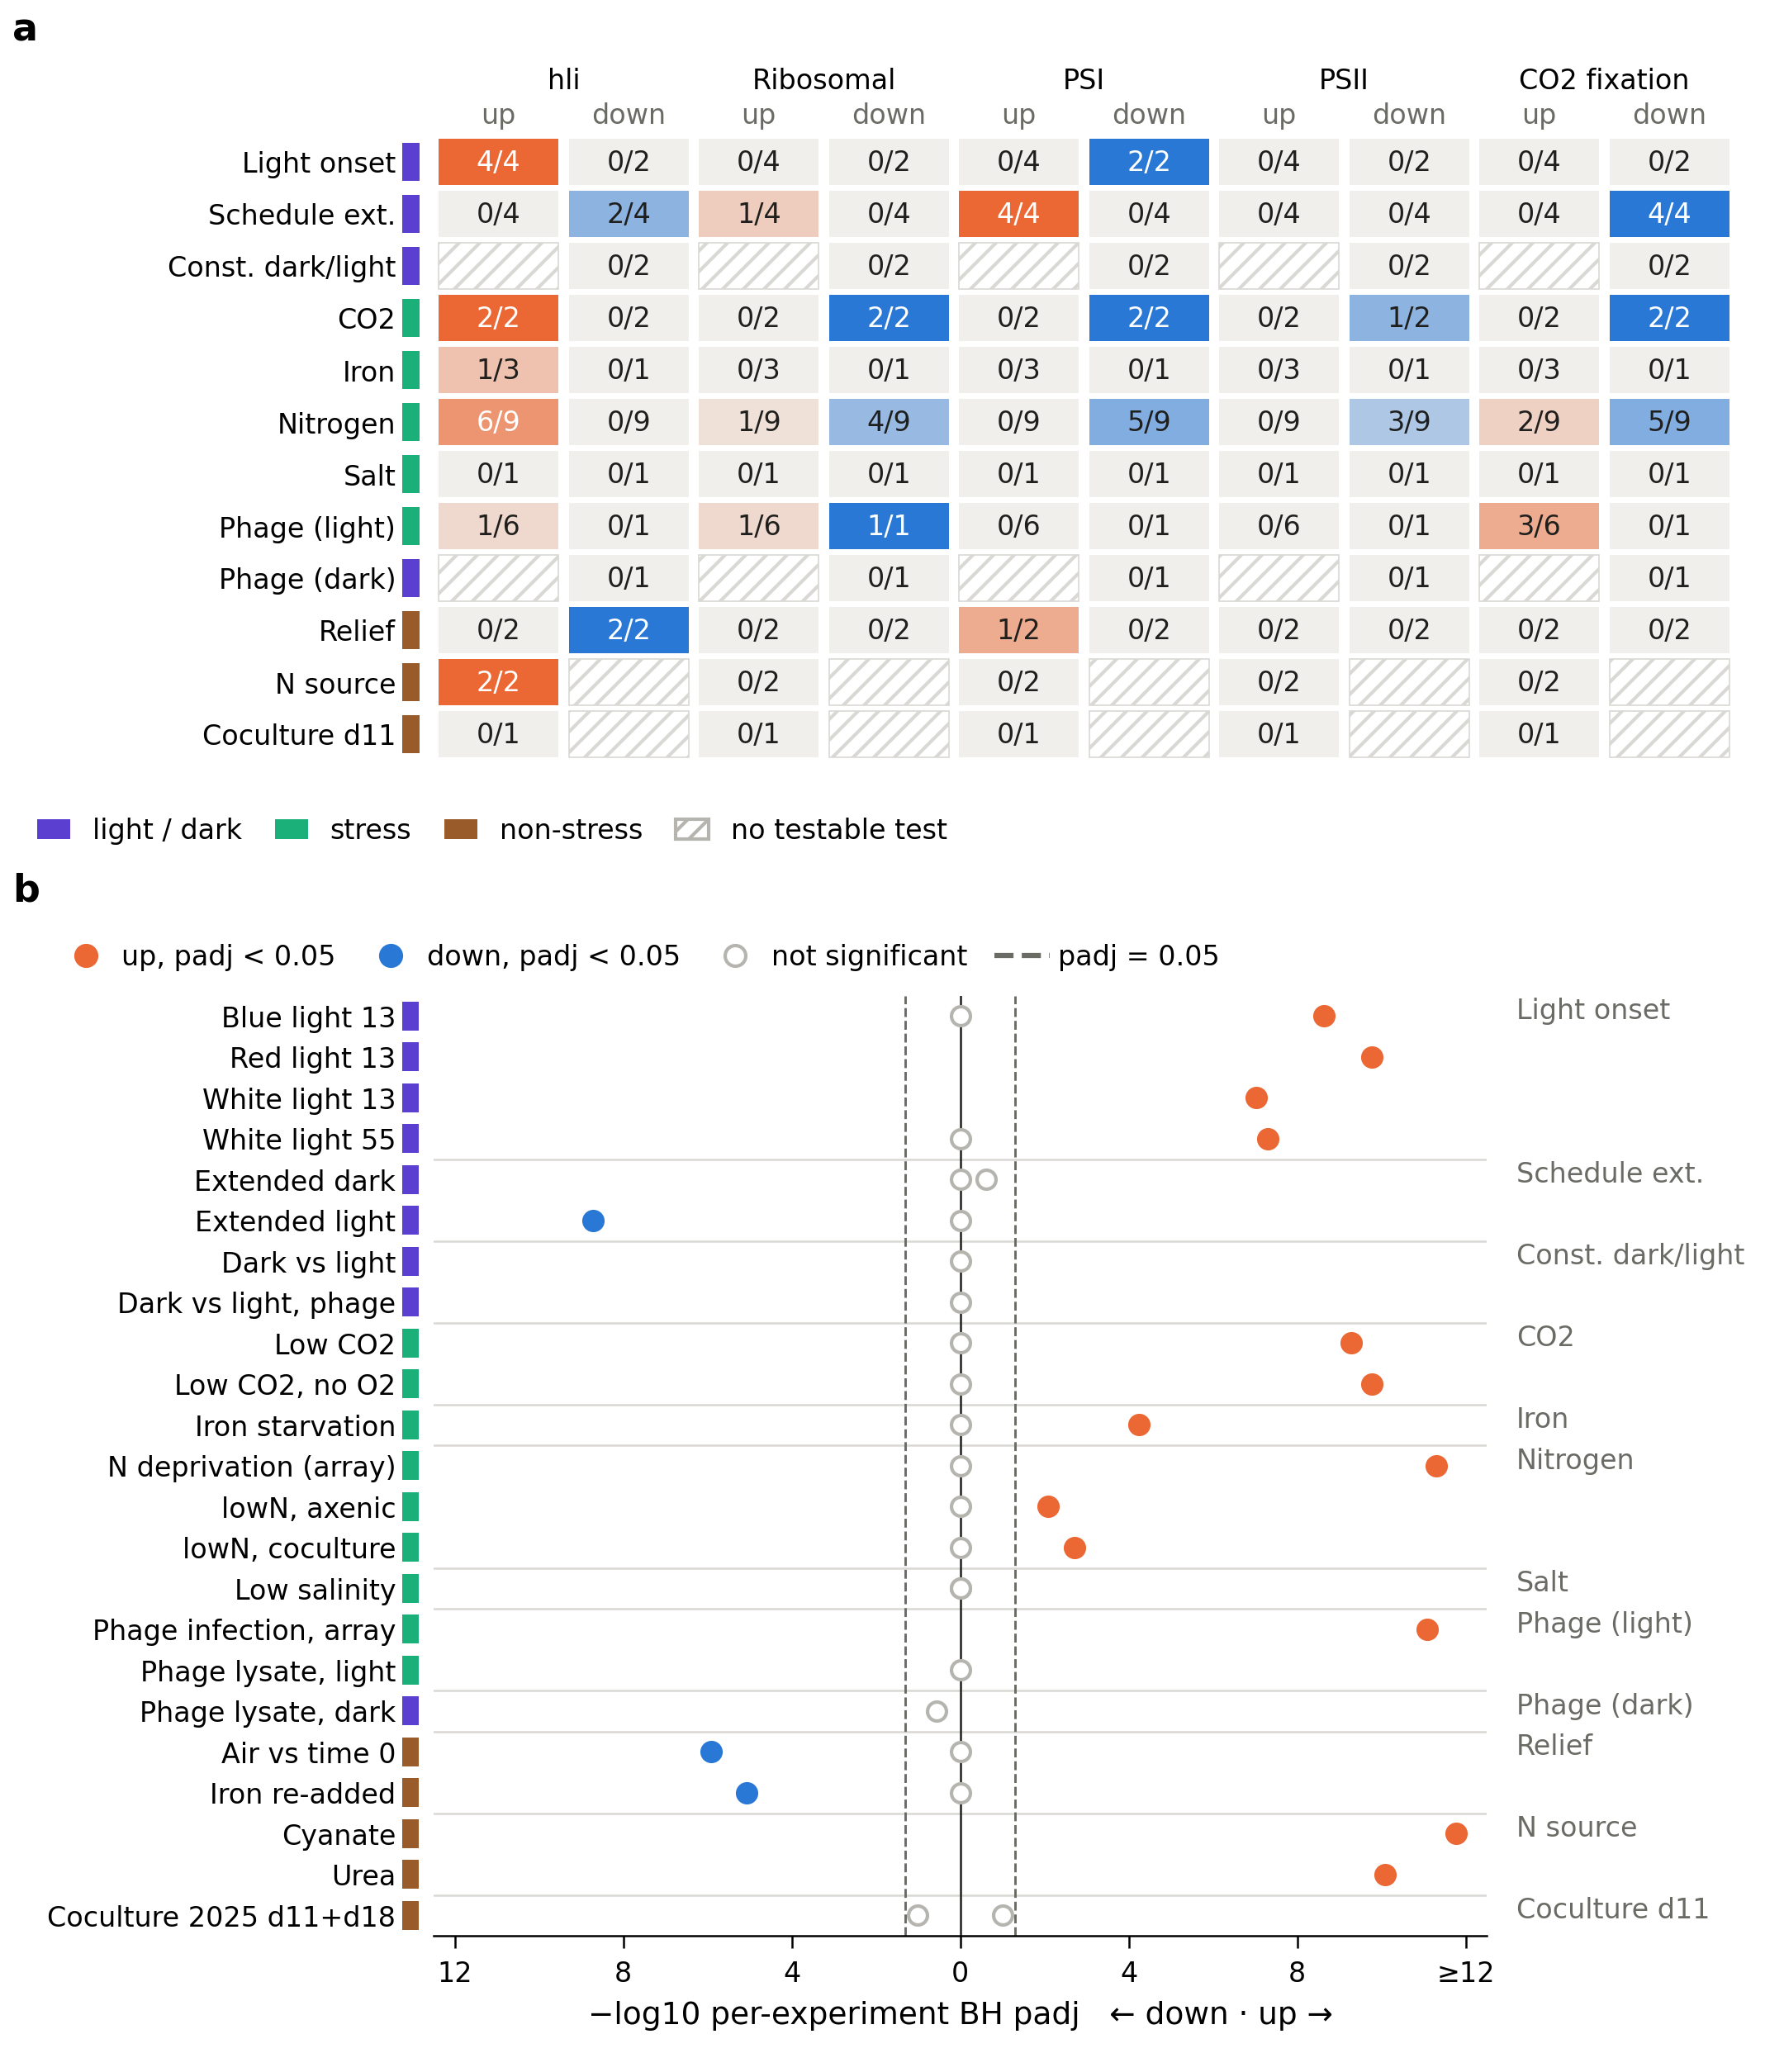 a
hli Ribosomal PSI PSII CO2 fixation
up down up down up down up down up down
Light onset 4/4 0/2 0/4 0/2 0/4 2/2 0/4 0/2 0/4 0/2
Schedule ext. 0/4 2/4 1/4 0/4 4/4 0/4 0/4 0/4 0/4 4/4
Const. dark/light 0/2 0/2 0/2 0/2 0/2
CO2 2/2 0/2 0/2 2/2 0/2 2/2 0/2 1/2 0/2 2/2
Iron 1/3 0/1 0/3 0/1 0/3 0/1 0/3 0/1 0/3 0/1
Nitrogen 6/9 0/9 1/9 4/9 0/9 5/9 0/9 3/9 2/9 5/9
Salt 0/1 0/1 0/1 0/1 0/1 0/1 0/1 0/1 0/1 0/1
Phage (light) 1/6 0/1 1/6 1/1 0/6 0/1 0/6 0/1 3/6 0/1
Phage (dark) 0/1 0/1 0/1 0/1 0/1
Relief 0/2 2/2 0/2 0/2 1/2 0/2 0/2 0/2 0/2 0/2
N source 2/2 0/2 0/2 0/2 0/2
Coculture d11 0/1 0/1 0/1 0/1 0/1
light / dark stress non-stress no testable test
b
up, padj < 0.05 down, padj < 0.05 not significant padj = 0.05
Blue light 13 Light onset
Red light 13
White light 13
White light 55
Extended dark Schedule ext.
Extended light
Dark vs light Const. dark/light
Dark vs light, phage
Low CO2 CO2
Low CO2, no O2
Iron starvation Iron
N deprivation (array) Nitrogen
lowN, axenic
lowN, coculture
Low salinity Salt
Phage infection, array Phage (light)
Phage lysate, light
Phage lysate, dark Phage (dark)
Air vs time 0 Relief
Iron re-added
Cyanate N source
Urea
Coculture 2025 d11+d18 Coculture d11
12 8 4 0 4 8 ≥12
−log10 per-experiment BH padj ← down · up →